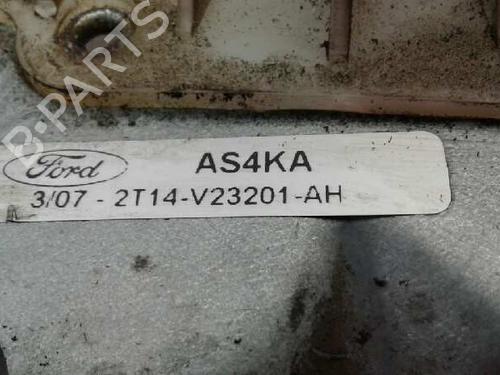 B-PARTS
Ford
AS4KA
3/07 - 2T14-V23201-AH